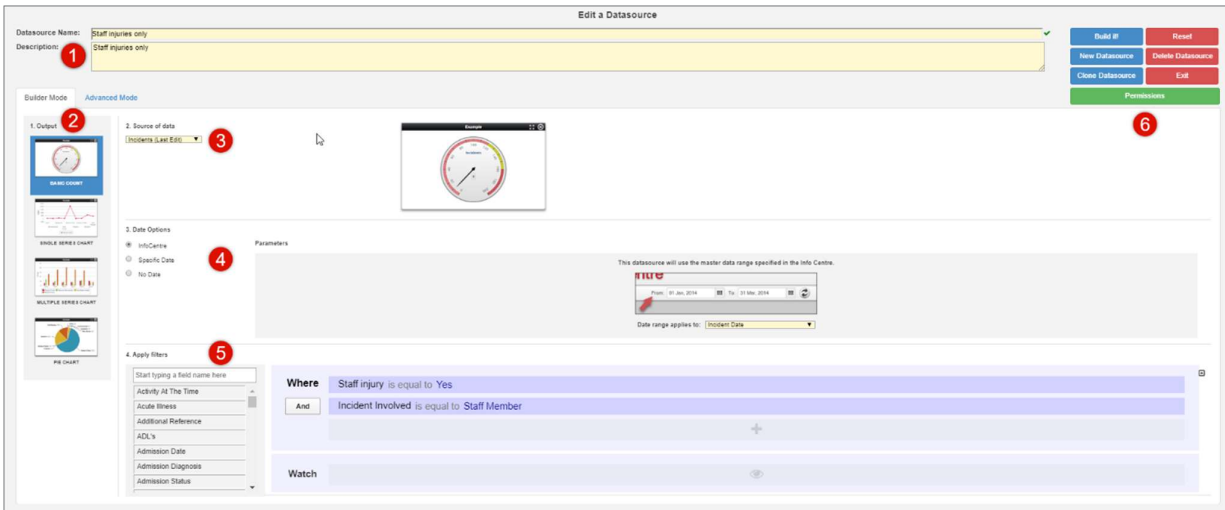 Edit a Datasource
Datasource Name: Staff injuries only
Description: Staff injuries only
1
Build it!
Reset
New Datasource
Delete Datasource
Clone Datasource
Exit
Permissions
6
Builder Mode
Advanced Mode
1. Output
2
BASIC COUNT
SINGLE SERIES CHART
MULTIPLE SERIES CHART
PIE CHART
2. Source of data
Incidents (Last Edit)
3
Example
3. Date Options
InfoCentre
Specific Date
No Date
4
Parameters
This datasource will use the master data range specified in the Info Centre.
From: 01 Jan, 2014 To: 31 Mar, 2014
Date range applies to: Incident Date
4. Apply filters
5
Start typing a field name here
Activity At The Time
Acute Illness
Additional Reference
ADL's
Admission Date
Admission Diagnosis
Admission Status
Where Staff injury is equal to Yes
And Incident Involved is equal to Staff Member
Watch